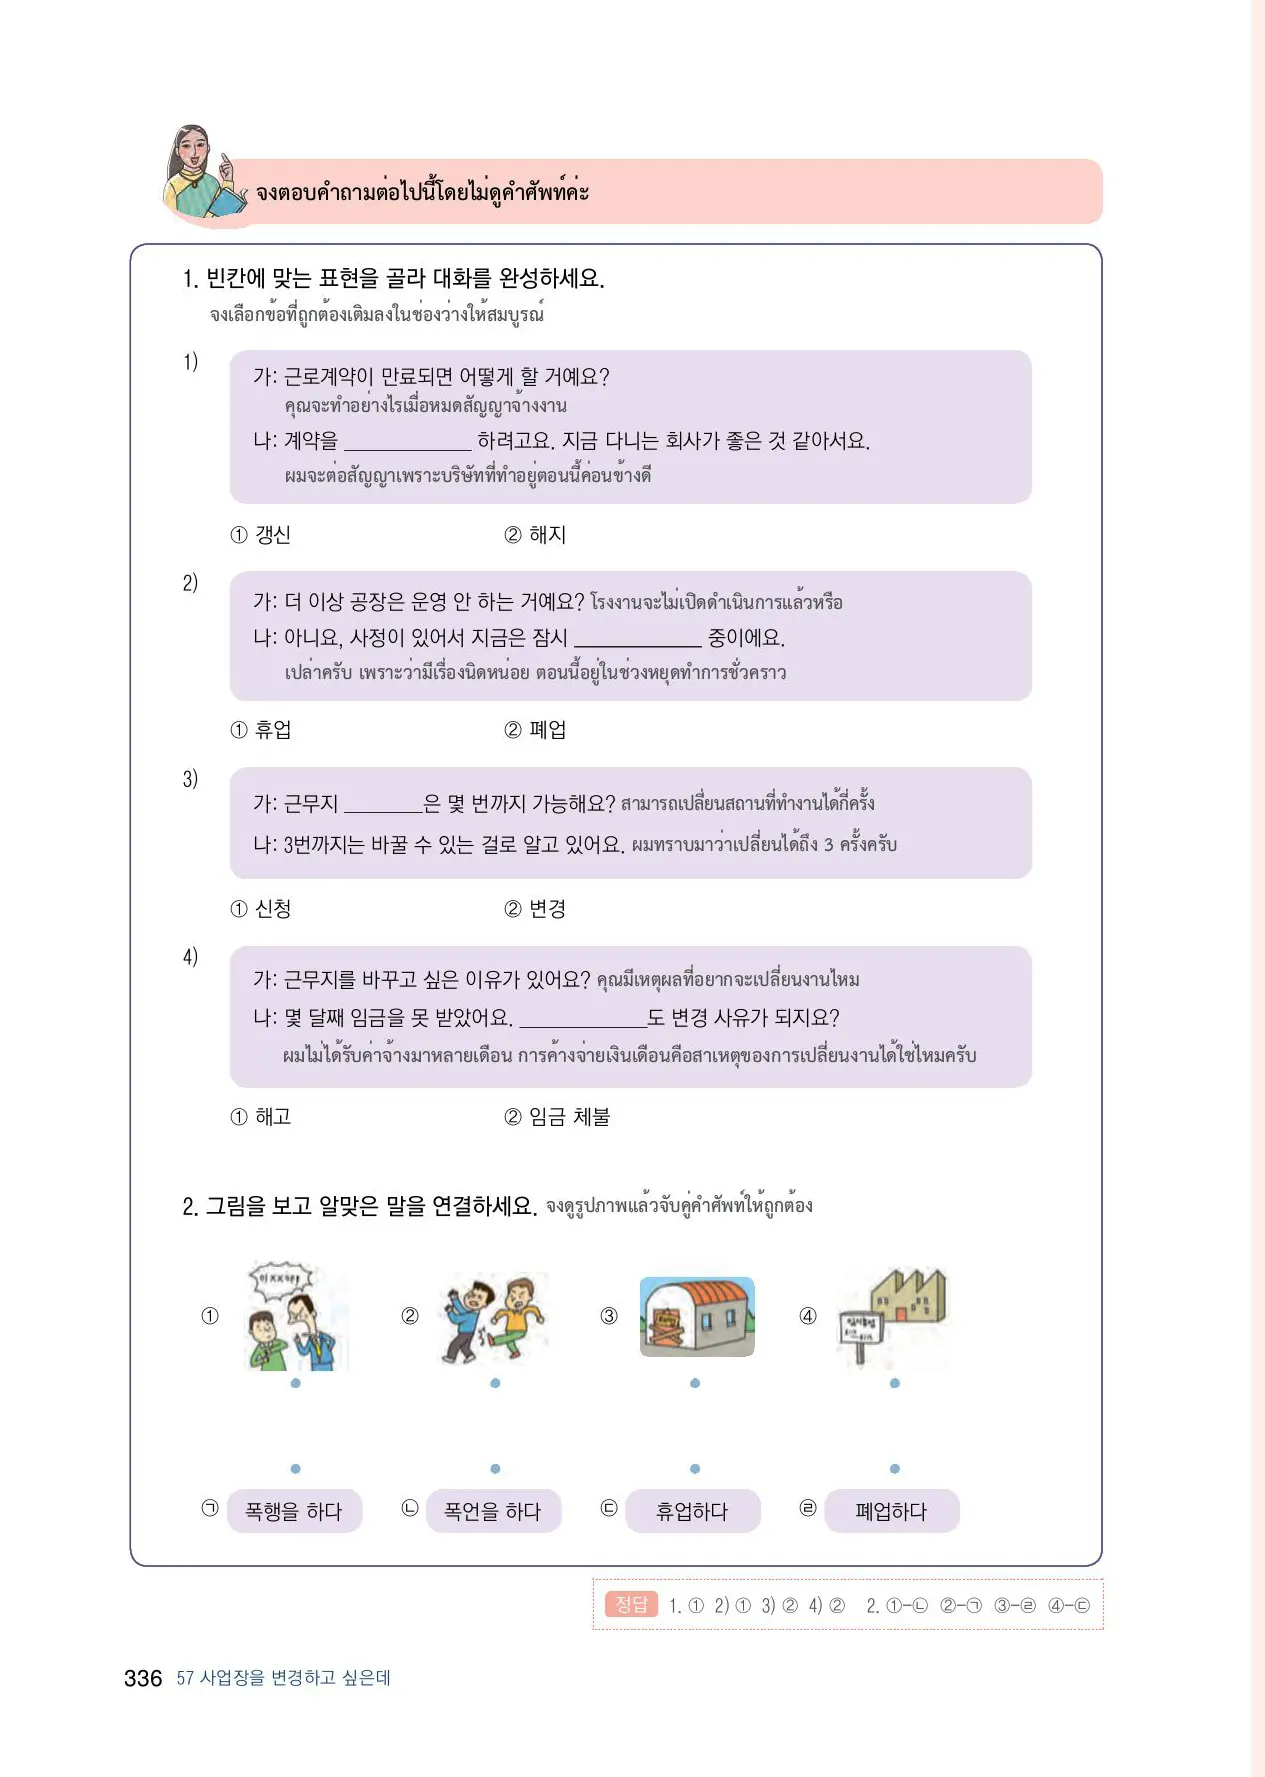 จงตอบคำถามต่อไปนี้โดยไม่ดูคำศัพท์ค่ะ
1. 빈칸에 맞는 표현을 골라 대화를 완성하세요.
จงเลือกข้อที่ถูกต้องเติมลงในช่องว่างให้สมบูรณ์
1)
가: 근로계약이 만료되면 어떻게 할 거예요?
คุณจะทำอย่างไรเมื่อหมดสัญญาจ้างงาน
나: 계약을 ____________ 하려고요. 지금 다니는 회사가 좋은 것 같아서요.
ผมจะต่อสัญญาเพราะบริษัทที่ทำอยู่ตอนนี้ค่อนข้างดี
① 갱신 ② 해지
2)
가: 더 이상 공장은 운영 안 하는 거예요? โรงงานจะไม่เปิดดำเนินการแล้วหรือ
나: 아니요, 사정이 있어서 지금은 잠시 ____________ 중이에요.
เปล่าครับ เพราะว่ามีเรื่องนิดหน่อย ตอนนี้อยู่ในช่วงหยุดทำการชั่วคราว
① 휴업 ② 폐업
3)
가: 근무지 ________은 몇 번까지 가능해요? สามารถเปลี่ยนสถานที่ทำงานได้กี่ครั้ง
나: 3번까지는 바꿀 수 있는 걸로 알고 있어요. ผมทราบมาว่าเปลี่ยนได้ถึง 3 ครั้งครับ
① 신청 ② 변경
4)
가: 근무지를 바꾸고 싶은 이유가 있어요? คุณมีเหตุผลที่อยากจะเปลี่ยนงานไหม
나: 몇 달째 임금을 못 받았어요. ____________도 변경 사유가 되지요?
ผมไม่ได้รับค่าจ้างมาหลายเดือน การค้างจ่ายเงินเดือนคือสาเหตุของการเปลี่ยนงานได้ใช่ไหมครับ
① 해고 ② 임금 체불
2. 그림을 보고 알맞은 말을 연결하세요. จงดูรูปภาพแล้วจับคู่คำศัพท์ให้ถูกต้อง
① ② ③ ④
㉠ 폭행을 하다 ㉡ 폭언을 하다 ㉢ 휴업하다 ㉣ 폐업하다
정답 1. ① 2) ① 3) ② 4) ② 2. ①-㉡ ②-㉠ ③-㉣ ④-㉢
336 57 사업장을 변경하고 싶은데